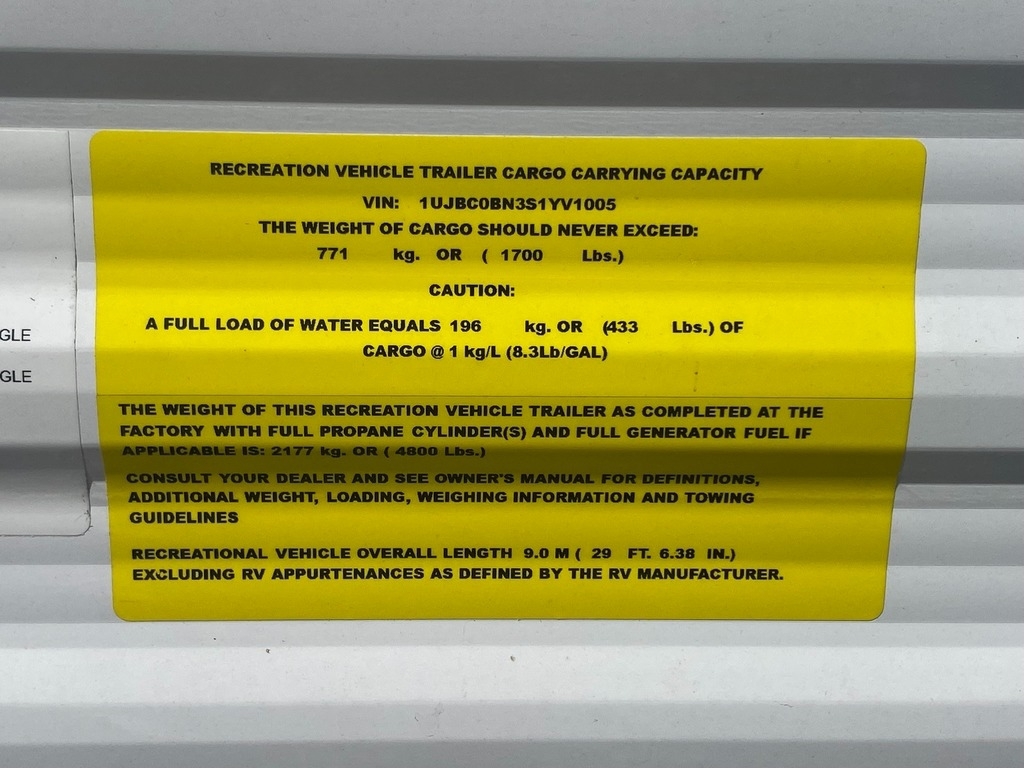 RECREATION VEHICLE TRAILER CARGO CARRYING CAPACITY
VIN: 1UJBC0BN3S1YV1005
THE WEIGHT OF CARGO SHOULD NEVER EXCEED:
771 kg. OR ( 1700 Lbs.)
CAUTION:
A FULL LOAD OF WATER EQUALS 196 kg. OR (433 Lbs.) OF
CARGO @ 1 kg/L (8.3Lb/GAL)
THE WEIGHT OF THIS RECREATION VEHICLE TRAILER AS COMPLETED AT THE
FACTORY WITH FULL PROPANE CYLINDER(S) AND FULL GENERATOR FUEL IF
APPLICABLE IS: 2177 kg. OR ( 4800 Lbs.)
CONSULT YOUR DEALER AND SEE OWNER'S MANUAL FOR DEFINITIONS,
ADDITIONAL WEIGHT, LOADING, WEIGHING INFORMATION AND TOWING
GUIDELINES
RECREATIONAL VEHICLE OVERALL LENGTH 9.0 M ( 29 FT. 6.38 IN.)
EXCLUDING RV APPURTENANCES AS DEFINED BY THE RV MANUFACTURER.
GLE
GLE